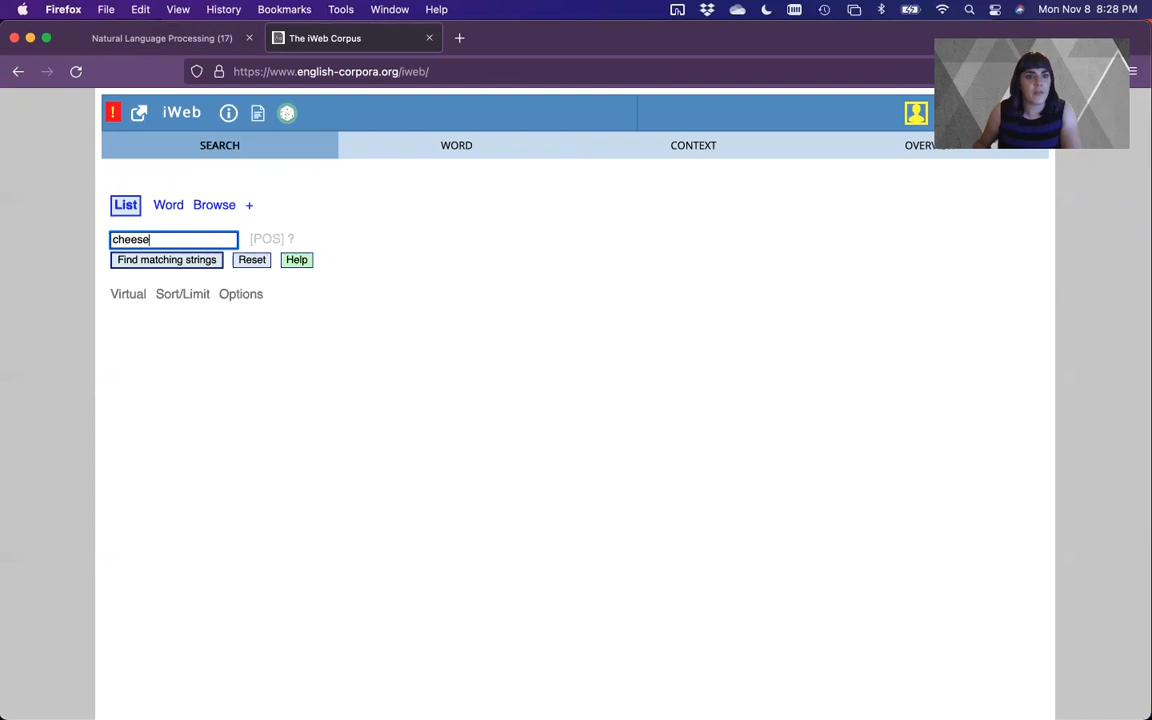 Firefox File Edit View History Bookmarks Tools Window Help Mon Nov 8 8:28 PM
Natural Language Processing (17) The iWeb Corpus
https://www.english-corpora.org/iweb/
iWeb
SEARCH WORD CONTEXT OVERV
List Word Browse +
cheese [POS] ?
Find matching strings Reset Help
Virtual Sort/Limit Options